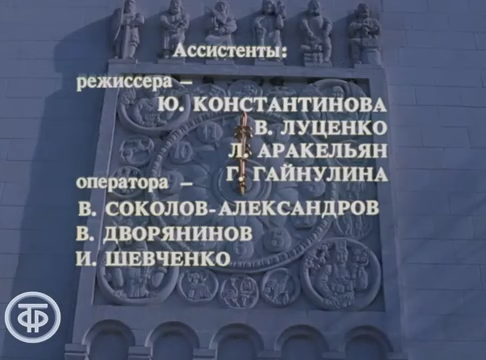 Ассистенты:
режиссера –
Ю. КОНСТАНТИНОВА
В. ЛУЦЕНКО
Л. АРАКЕЛЬЯН
Г. ГАЙНУЛИНА
оператора –
В. СОКОЛОВ-АЛЕКСАНДРОВ
В. ДВОРЯНИНОВ
И. ШЕВЧЕНКО